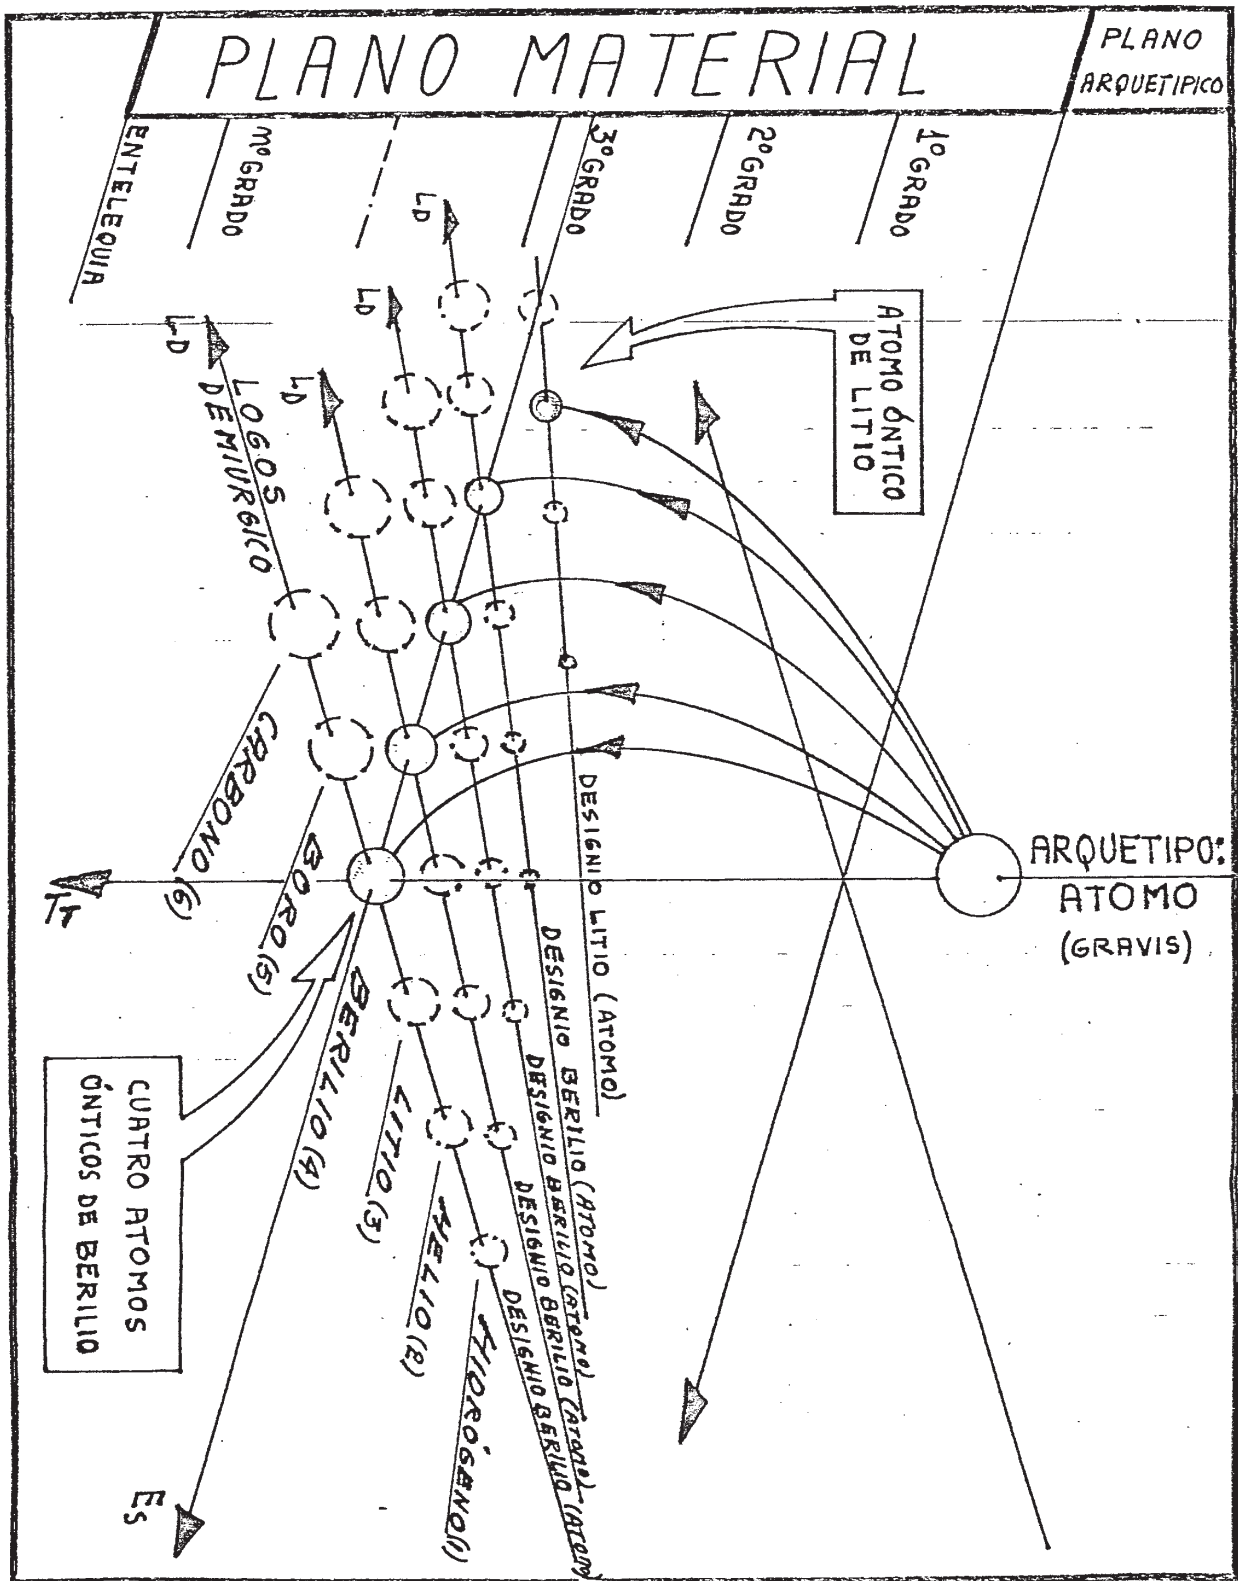 PLANO MATERIAL
PLANO
ARQUETIPICO
ENTELEQUIA
mº GRADO
3º GRADO
2º GRADO
1º GRADO
LD
LD
LD
LD
LOGOS
DEMIURGICO
ATOMO ÓNTICO
DE LITIO
ARQUETIPO:
ATOMO
(GRAVIS)
TT
CARBONO (6)
BORO (5)
BERILIO (4)
LITIO (3)
HELIO (2)
HIDRÓGENO (1)
DESIGNIO LITIO (ATOMO)
DESIGNIO BERILIO (ATOMO)
DESIGNIO BERILIO (ATOMO)
DESIGNIO BERILIO (ATOMO)
DESIGNIO BERILIO (ATOM)
CUATRO ATOMOS
ÓNTICOS DE BERILIO
ES